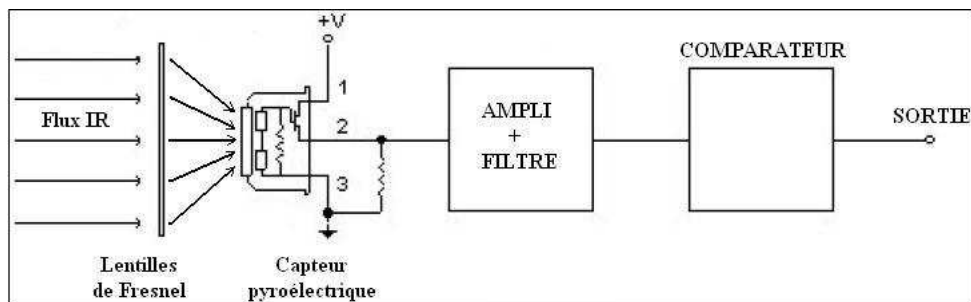 +V
COMPARATEUR
1
Flux IR
2
AMPLI
+
FILTRE
SORTIE
3
Lentilles
de Fresnel
Capteur
pyroélectrique